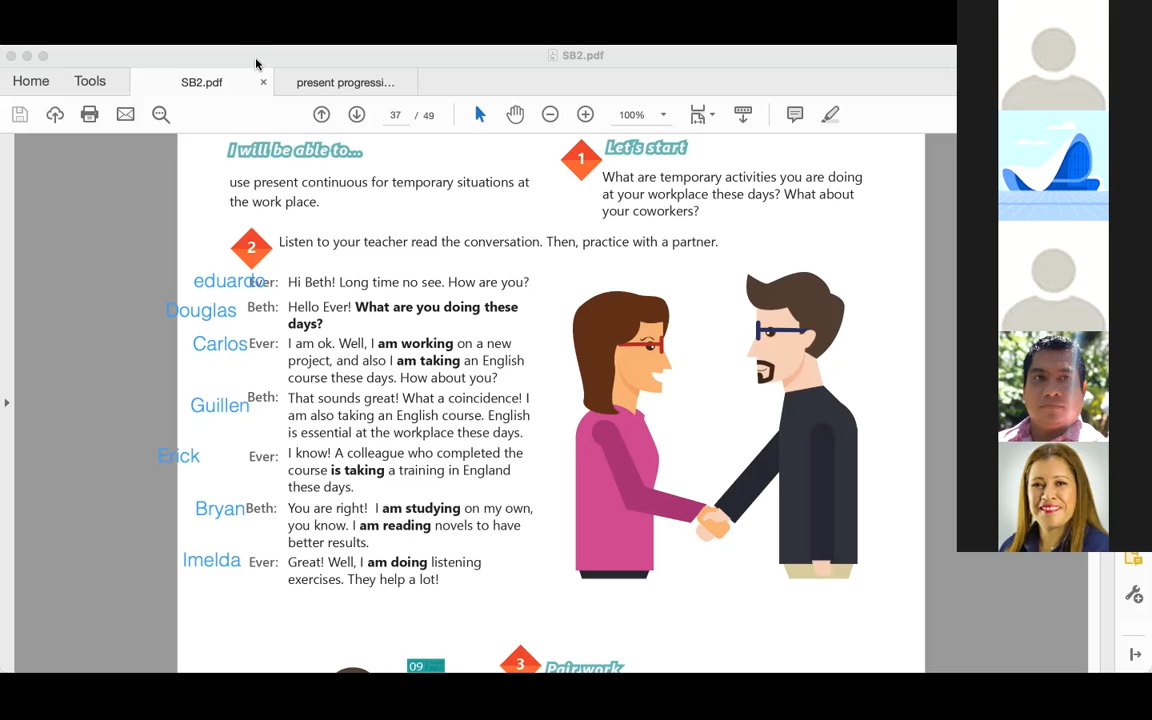 SB2.pdf
Home Tools SB2.pdf × present progressi...
37 / 49 100%
I will be able to...
use present continuous for temporary situations at
the work place.
1 Let's start
What are temporary activities you are doing
at your workplace these days? What about
your coworkers?
2 Listen to your teacher read the conversation. Then, practice with a partner.
eduardo Ever: Hi Beth! Long time no see. How are you?
Douglas Beth: Hello Ever! What are you doing these
days?
Carlos Ever: I am ok. Well, I am working on a new
project, and also I am taking an English
course these days. How about you?
Guillen Beth: That sounds great! What a coincidence! I
am also taking an English course. English
is essential at the workplace these days.
Erick Ever: I know! A colleague who completed the
course is taking a training in England
these days.
Bryan Beth: You are right! I am studying on my own,
you know. I am reading novels to have
better results.
Imelda Ever: Great! Well, I am doing listening
exercises. They help a lot!
09
3 Pair work